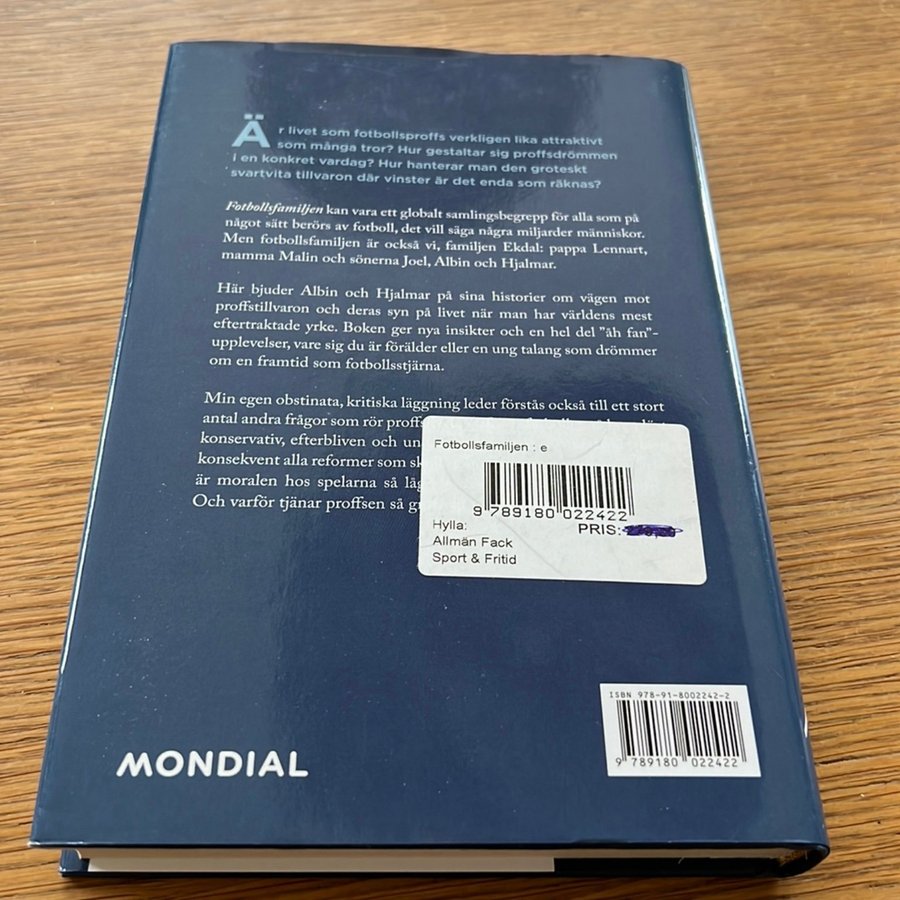 Är livet som fotbollsproffs verkligen lika attraktivt
som många tror? Hur gestaltar sig proffsdrömmen
i en konkret vardag? Hur hanterar man den groteskt
svartvita tillvaron där vinster är det enda som räknas?
Fotbollsfamiljen kan vara ett globalt samlingsbegrepp för alla som på
något sätt berörs av fotboll, det vill säga några miljarder människor.
Men fotbollsfamiljen är också vi, familjen Ekdal: pappa Lennart,
mamma Malin och sönerna Joel, Albin och Hjalmar.
Här bjuder Albin och Hjalmar på sina historier om vägen mot
proffstillvaron och deras syn på livet när man har världens mest
eftertraktade yrke. Boken ger nya insikter och en hel del ”äh fan”-
upplevelser, vare sig du är förälder eller en ung talang som drömmer
om en framtid som fotbollsstjärna.
Min egen obstinata, kritiska läggning leder förstås också till ett stort
antal andra frågor som rör
konservativ, efterbliven och
konsekvent alla reformer som
är moralen hos spelarna så
Och varför tjänar proffsen så
Fotbollsfamiljen : e
9 789180 022422
Hylla:
PRIS:
Allmän Fack
Sport & Fritid
ISBN 978-91-8002242-2
9 789180 022422
MONDIAL